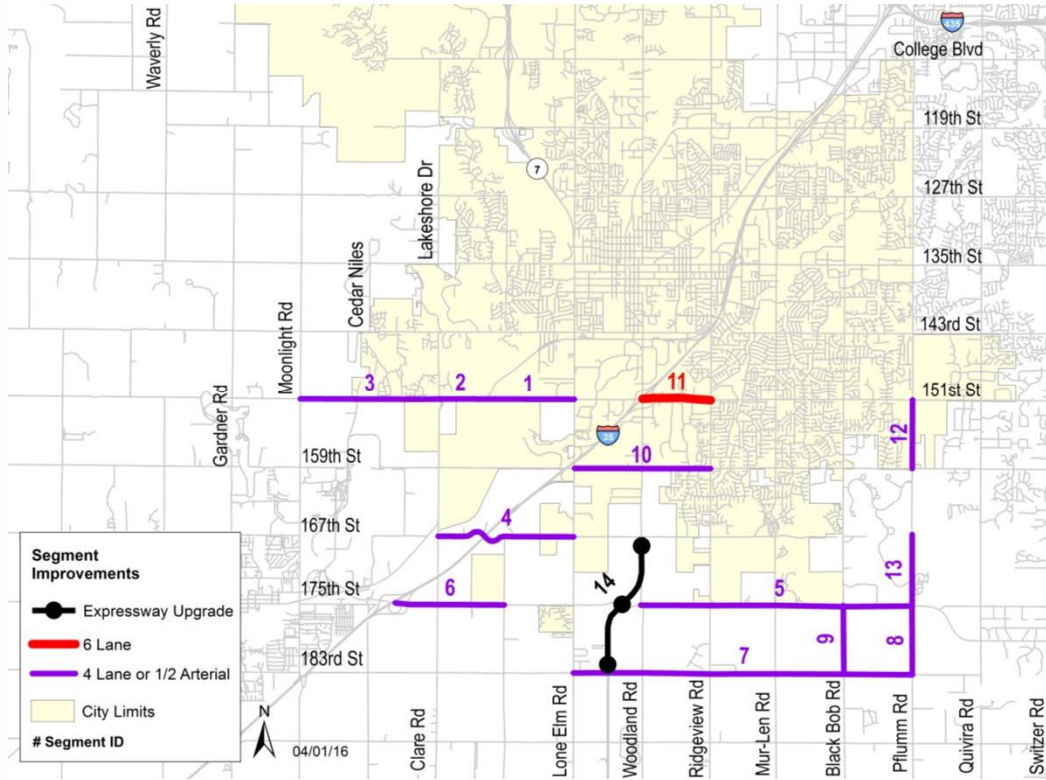 Waverly Rd
435
College Blvd
119th St
7
127th St
Lakeshore Dr
135th St
Cedar Niles
143rd St
Moonlight Rd
3
2
1
11
151st St
Gardner Rd
35
12
159th St
10
167th St
4
13
175th St
6
14
5
9
8
183rd St
7
Segment
Improvements
Expressway Upgrade
6 Lane
4 Lane or 1/2 Arterial
City Limits
# Segment ID
N
04/01/16
Clare Rd
Lone Elm Rd
Woodland Rd
Ridgeview Rd
Mur-Len Rd
Black Bob Rd
Pflumm Rd
Quivira Rd
Switzer Rd